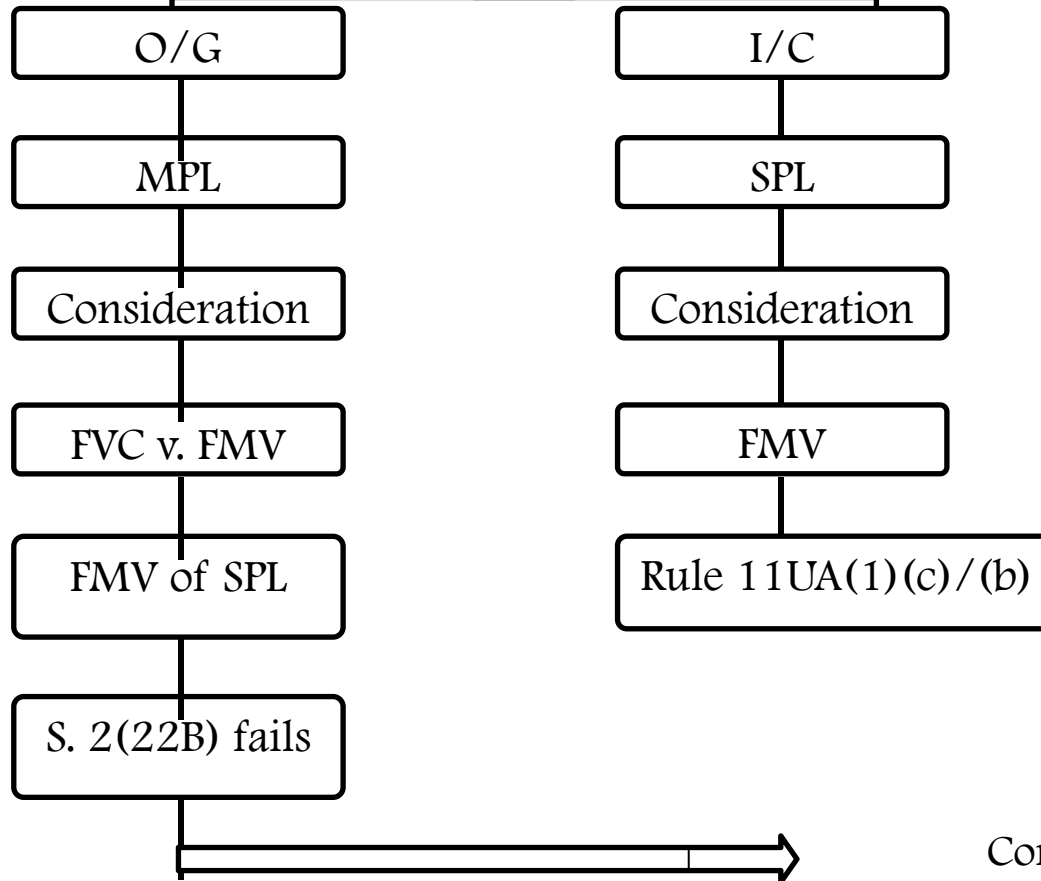 O/G
MPL
Consideration
FVC v. FMV
FMV of SPL
S. 2(22B) fails
I/C
SPL
Consideration
FMV
Rule 11UA(1)(c)/(b)